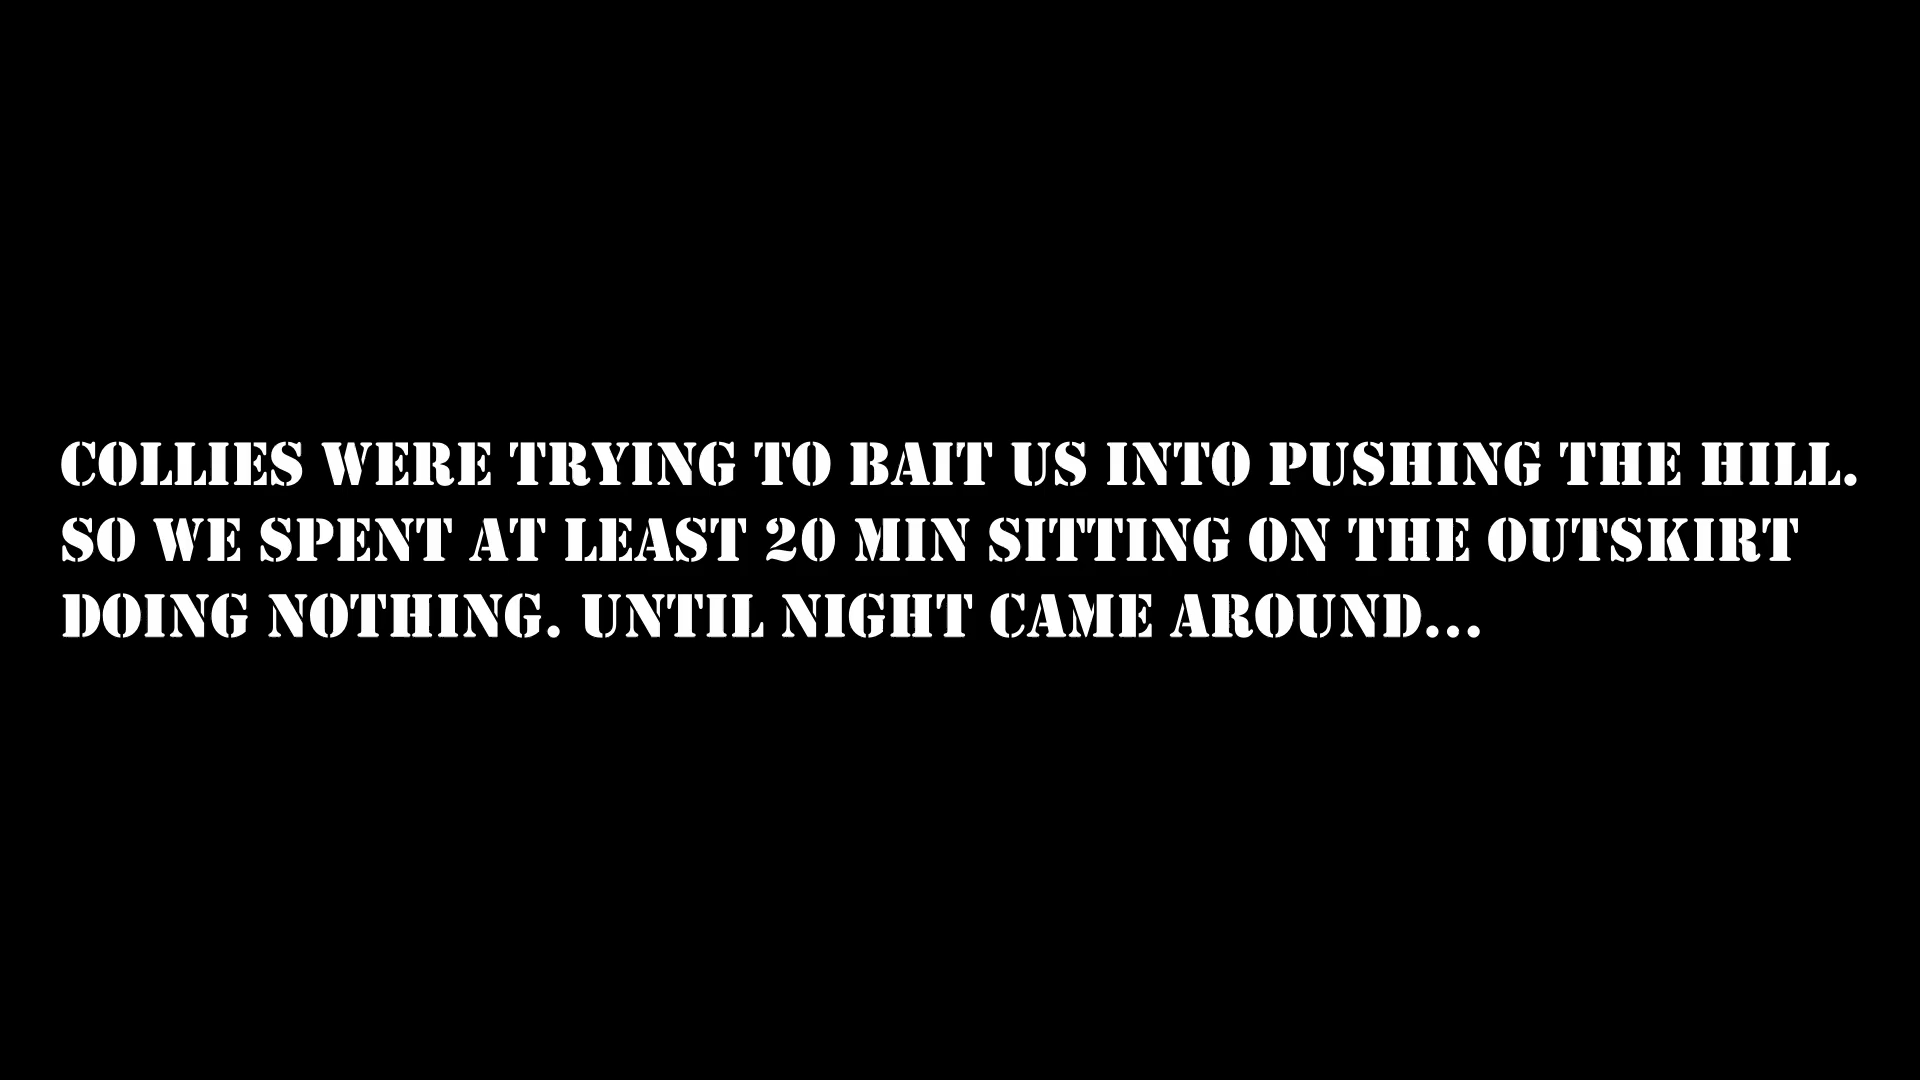 COLLIES WERE TRYING TO BAIT US INTO PUSHING THE HILL.
SO WE SPENT AT LEAST 20 MIN SITTING ON THE OUTSKIRT
DOING NOTHING. UNTIL NIGHT CAME AROUND...